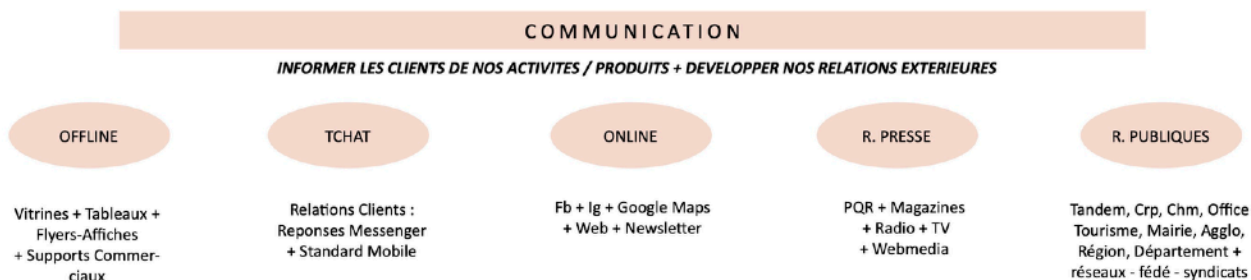 COMMUNICATION
INFORMER LES CLIENTS DE NOS ACTIVITES / PRODUITS + DEVELOPPER NOS RELATIONS EXTERIEURES
OFFLINE
TCHAT
ONLINE
R. PRESSE
R. PUBLIQUES
Vitrines + Tableaux +
Flyers-Affiches
+ Supports Commer-
ciaux
Relations Clients :
Reponses Messenger
+ Standard Mobile
Fb + Ig + Google Maps
+ Web + Newsletter
PQR + Magazines
+ Radio + TV
+ Webmedia
Tandem, Crp, Chm, Office
Tourisme, Mairie, Agglo,
Région, Département +
réseaux - fédé - syndicats